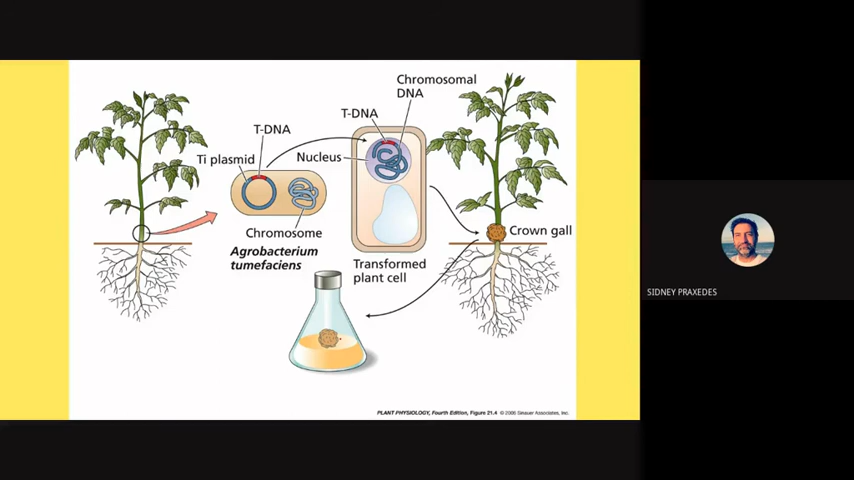 Chromosomal
DNA
T-DNA
T-DNA
Nucleus
Ti plasmid
Chromosome
Agrobacterium
tumefaciens
Transformed
plant cell
Crown gall
PLANT PHYSIOLOGY, Fourth Edition, Figure 21.4 © 2006 Sinauer Associates, Inc.
SIDNEY PRAXEDES